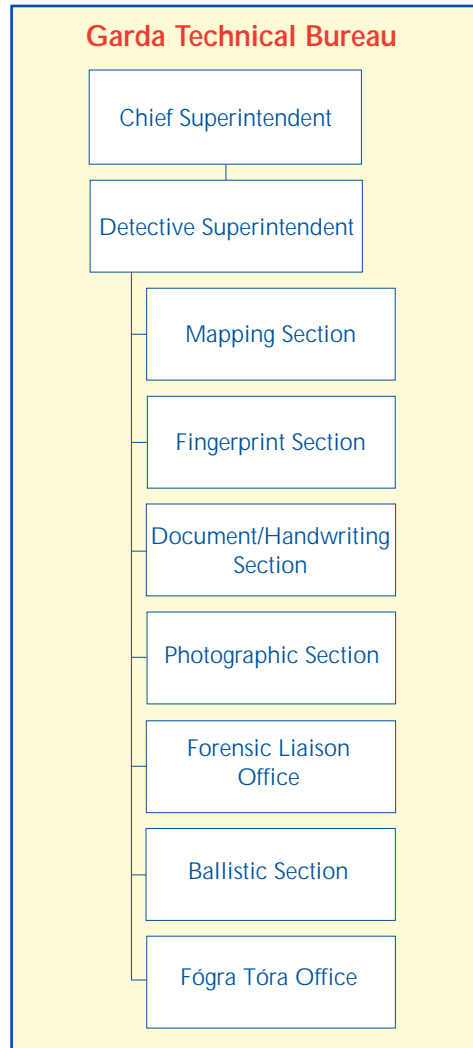 Garda Technical Bureau
Chief Superintendent
Detective Superintendent
Mapping Section
Fingerprint Section
Document/Handwriting
Section
Photographic Section
Forensic Liaison
Office
Ballistic Section
Fógra Tóra Office